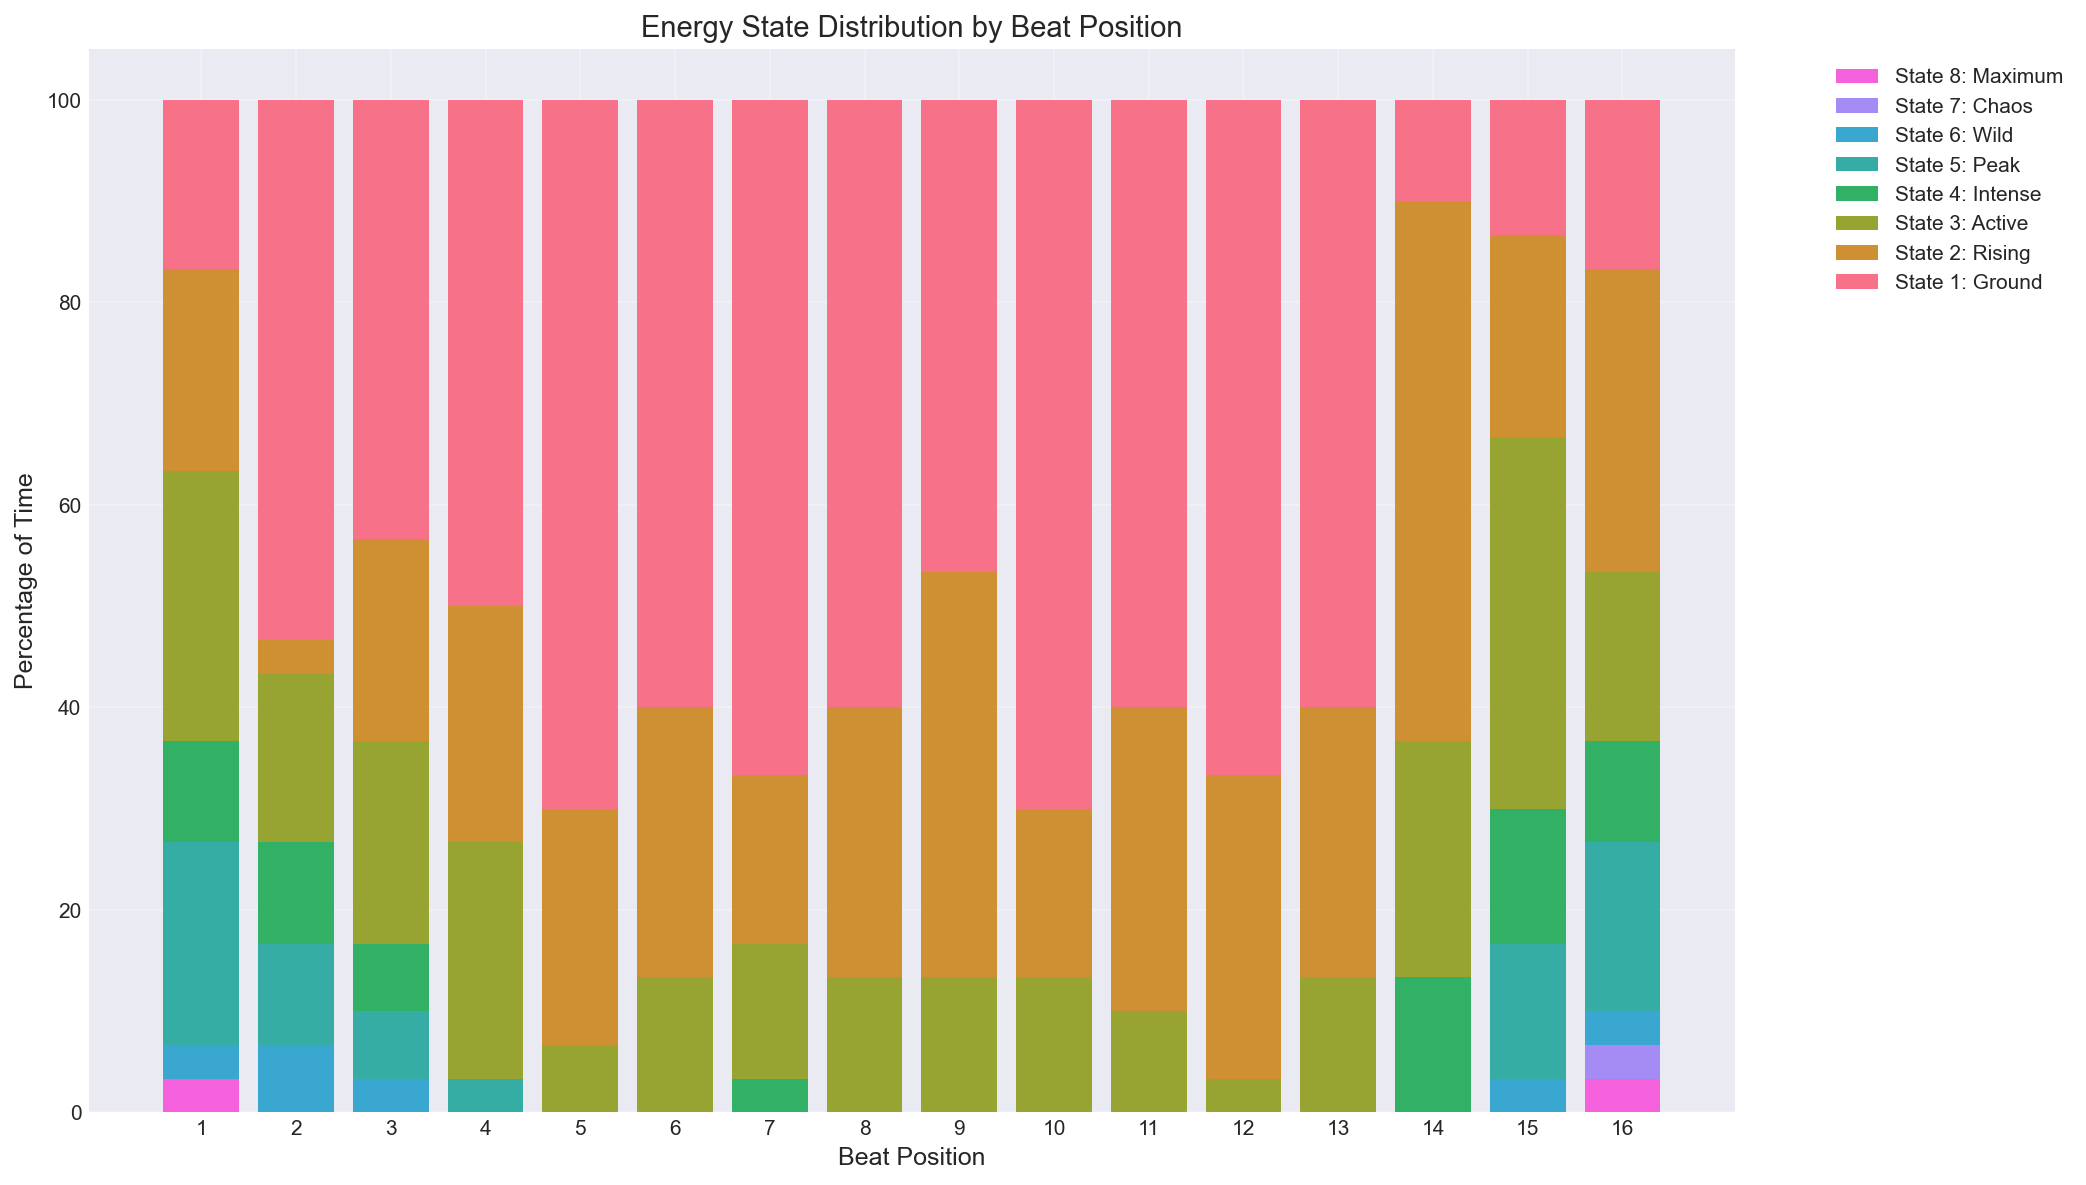 Energy State Distribution by Beat Position
State 8: Maximum
State 7: Chaos
State 6: Wild
State 5: Peak
State 4: Intense
State 3: Active
State 2: Rising
State 1: Ground
Percentage of Time
100
80
60
40
20
0
1 2 3 4 5 6 7 8 9 10 11 12 13 14 15 16
Beat Position